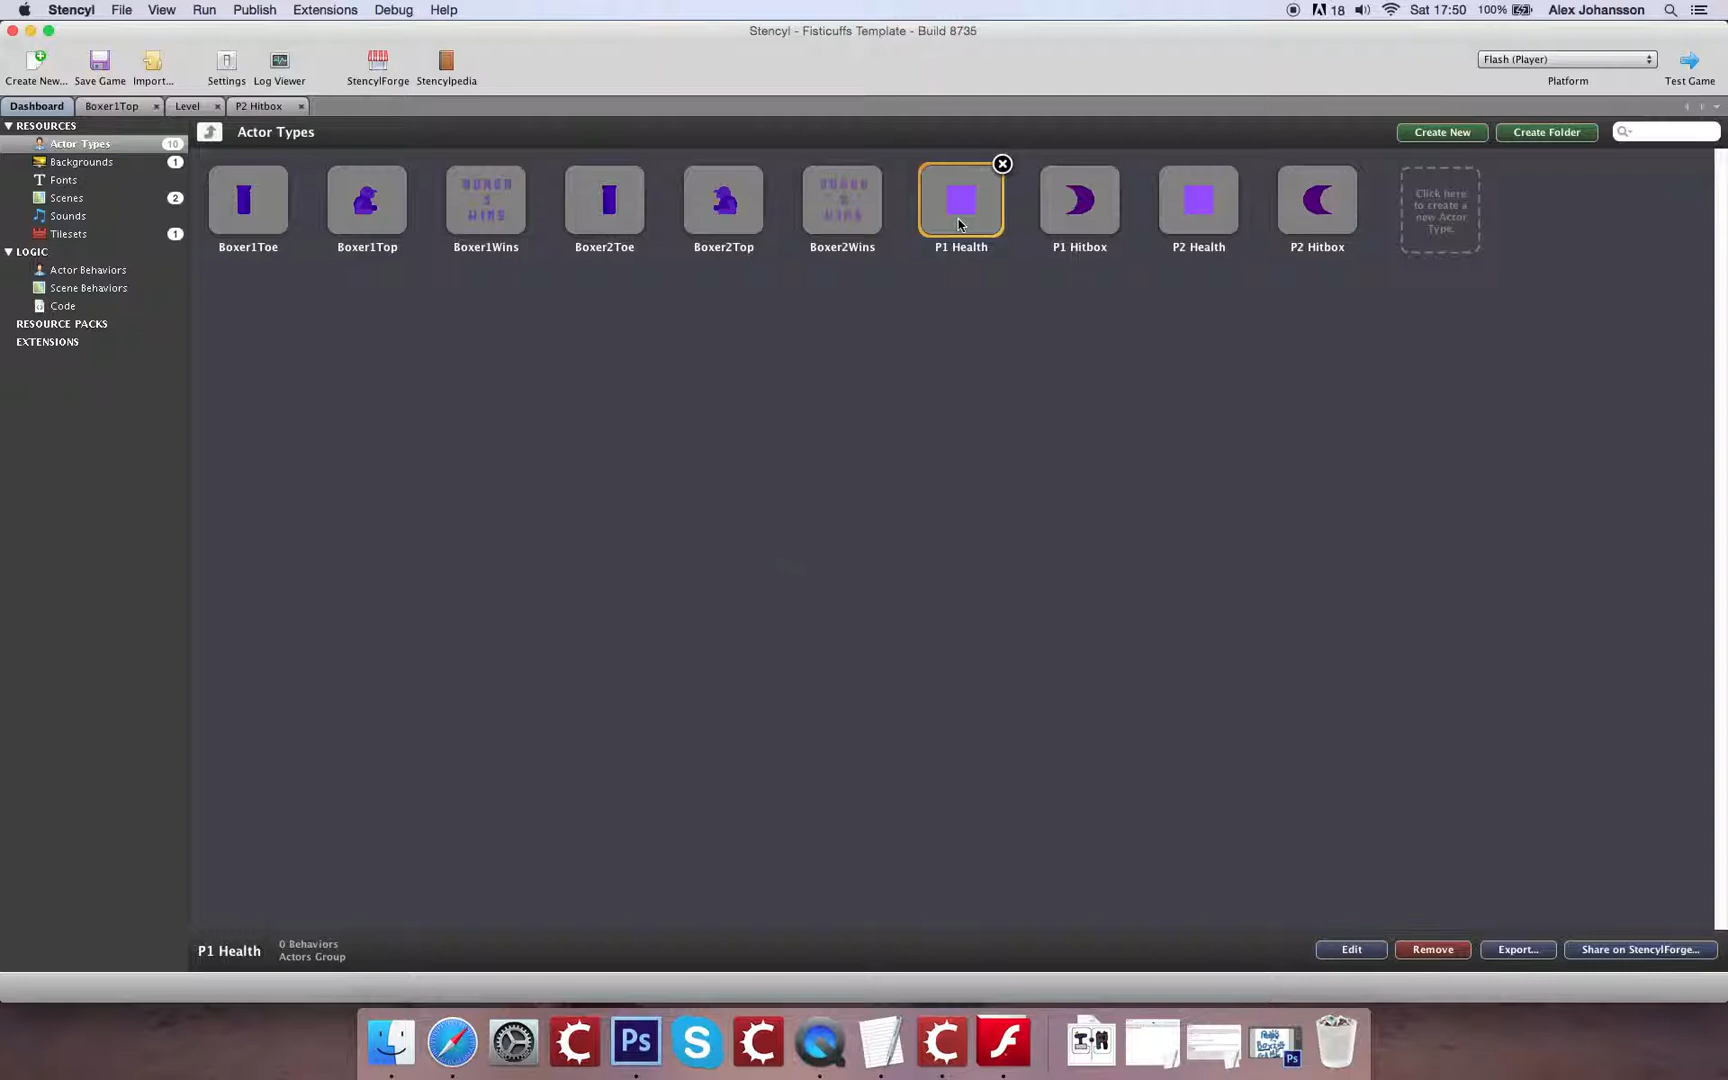 Stencyl File View Run Publish Extensions Debug Help
18 Sat 17:50 100% Alex Johansson
Stencyl - Fisticuffs Template - Build 8735
Create New... Save Game Import... Settings Log Viewer StencylForge Stencylpedia
Flash (Player)
Platform
Test Game
Dashboard Boxer1Top Level P2 Hitbox
RESOURCES
Actor Types 10
Backgrounds 1
Fonts
Scenes 2
Sounds
Tilesets 1
LOGIC
Actor Behaviors
Scene Behaviors
Code
RESOURCE PACKS
EXTENSIONS
Actor Types
Create New Create Folder
BOXER
1
WINS
Click here
to create a
new Actor
Type.
Boxer1Toe Boxer1Top Boxer1Wins Boxer2Toe Boxer2Top Boxer2Wins P1 Health P1 Hitbox P2 Health P2 Hitbox
P1 Health
0 Behaviors
Actors Group
Edit Remove Export... Share on StencylForge...
Ps
S
Ps